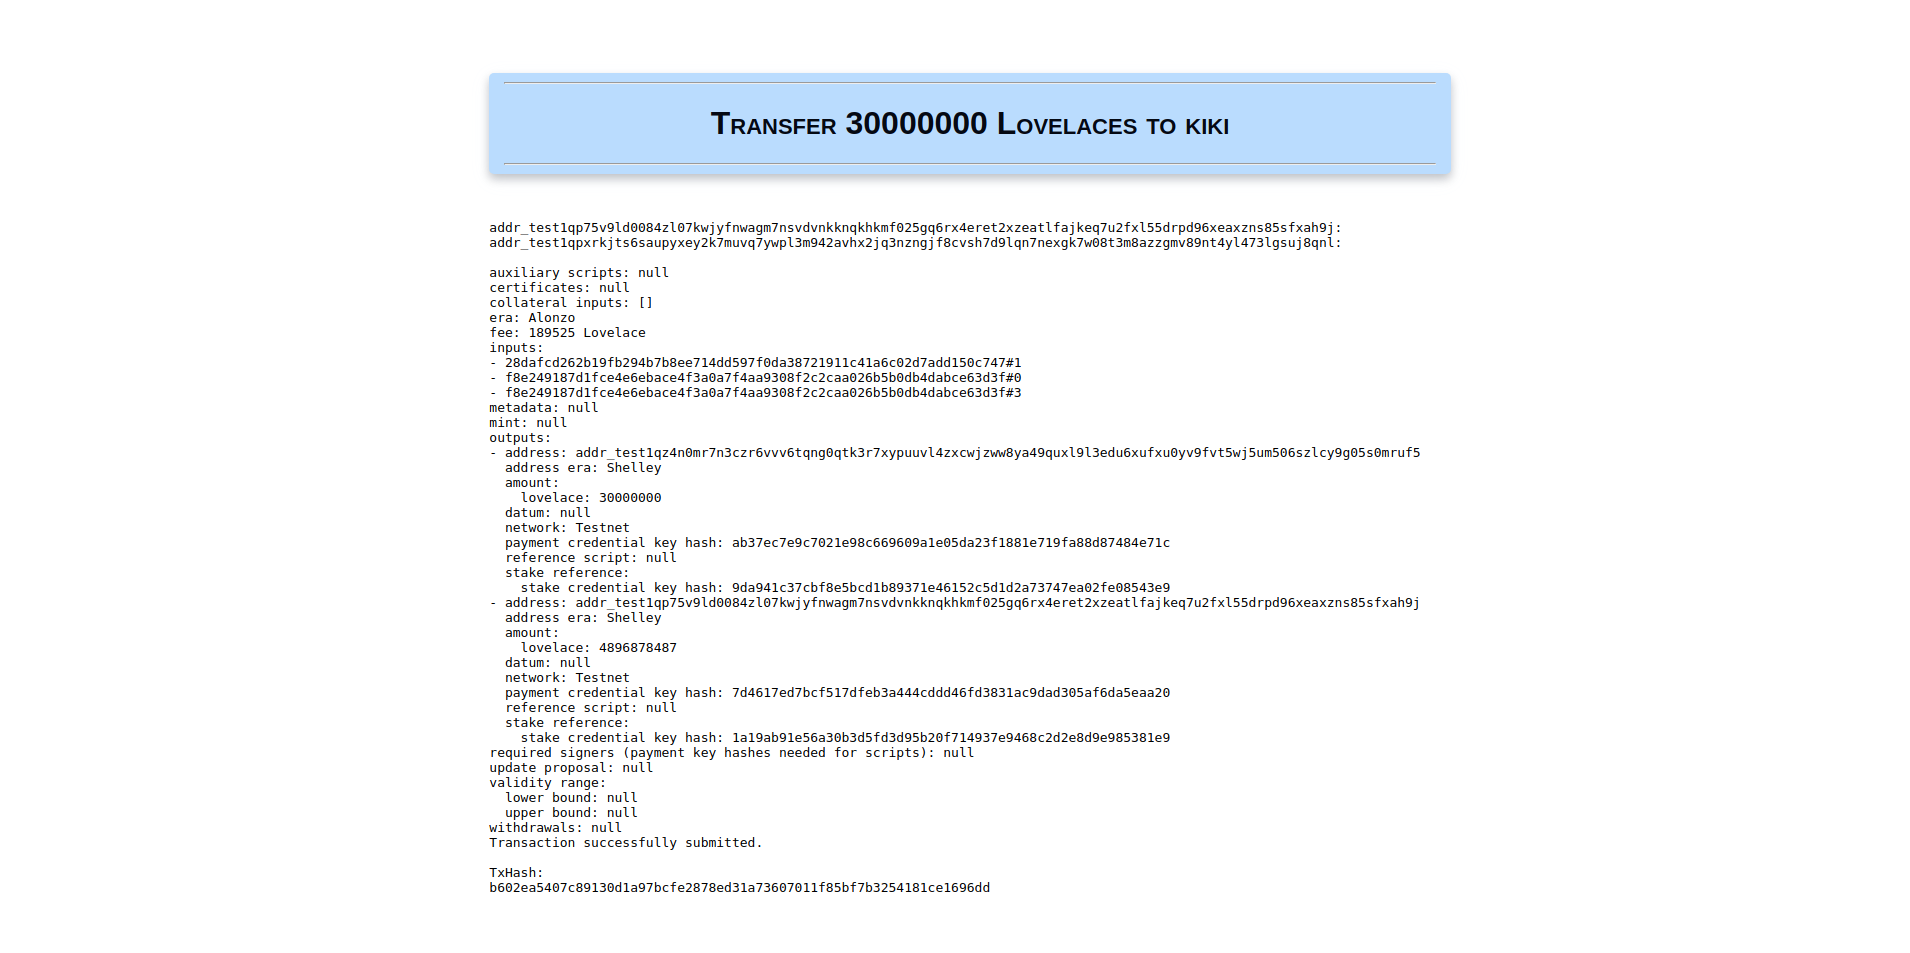 Transfer 30000000 Lovelaces to kiki
addr_test1qp75v9ld0084zl07kwjyfnwagm7nsvdvnkknqkhkmf025gq6rx4eret2xzeatlfajkeq7u2fxl55drpd96xeaxzns85sfxah9j:
addr_test1qpxrkjts6saupyxey2k7muvq7ywpl3m942avhx2jq3nzngjf8cvsh7d9lqn7nexgk7w08t3m8azzgmv89nt4yl473lgsuj8qnl:
auxiliary scripts: null
certificates: null
collateral inputs: []
era: Alonzo
fee: 189525 Lovelace
inputs:
- 28dafcd262b19fb294b7b8ee714dd597f0da38721911c41a6c02d7add150c747#1
- f8e249187d1fce4e6ebace4f3a0a7f4aa9308f2c2caa026b5b0db4dabce63d3f#0
- f8e249187d1fce4e6ebace4f3a0a7f4aa9308f2c2caa026b5b0db4dabce63d3f#3
metadata: null
mint: null
outputs:
- address: addr_test1qz4n0mr7n3czr6vvv6tqng0qtk3r7xypuuvl4zxcwjzww8ya49quxl9l3edu6xufxu0yv9fvt5wj5um506szlcy9g05s0mruf5
  address era: Shelley
  amount:
    lovelace: 30000000
  datum: null
  network: Testnet
  payment credential key hash: ab37ec7e9c7021e98c669609a1e05da23f1881e719fa88d87484e71c
  reference script: null
  stake reference:
    stake credential key hash: 9da941c37cbf8e5bcd1b89371e46152c5d1d2a73747ea02fe08543e9
- address: addr_test1qp75v9ld0084zl07kwjyfnwagm7nsvdvnkknqkhkmf025gq6rx4eret2xzeatlfajkeq7u2fxl55drpd96xeaxzns85sfxah9j
  address era: Shelley
  amount:
    lovelace: 4896878487
  datum: null
  network: Testnet
  payment credential key hash: 7d4617ed7bcf517dfeb3a444cddd46fd3831ac9dad305af6da5eaa20
  reference script: null
  stake reference:
    stake credential key hash: 1a19ab91e56a30b3d5fd3d95b20f714937e9468c2d2e8d9e985381e9
required signers (payment key hashes needed for scripts): null
update proposal: null
validity range:
  lower bound: null
  upper bound: null
withdrawals: null
Transaction successfully submitted.
TxHash:
b602ea5407c89130d1a97bcfe2878ed31a73607011f85bf7b3254181ce1696dd